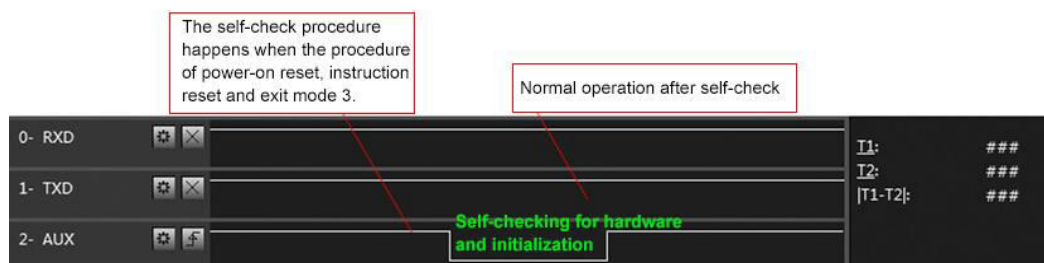 The self-check procedure
happens when the procedure
of power-on reset, instruction
reset and exit mode 3.
Normal operation after self-check
0- RXD
1- TXD
2- AUX
Self-checking for hardware
and initialization
T1: ###
T2: ###
|T1-T2|: ###